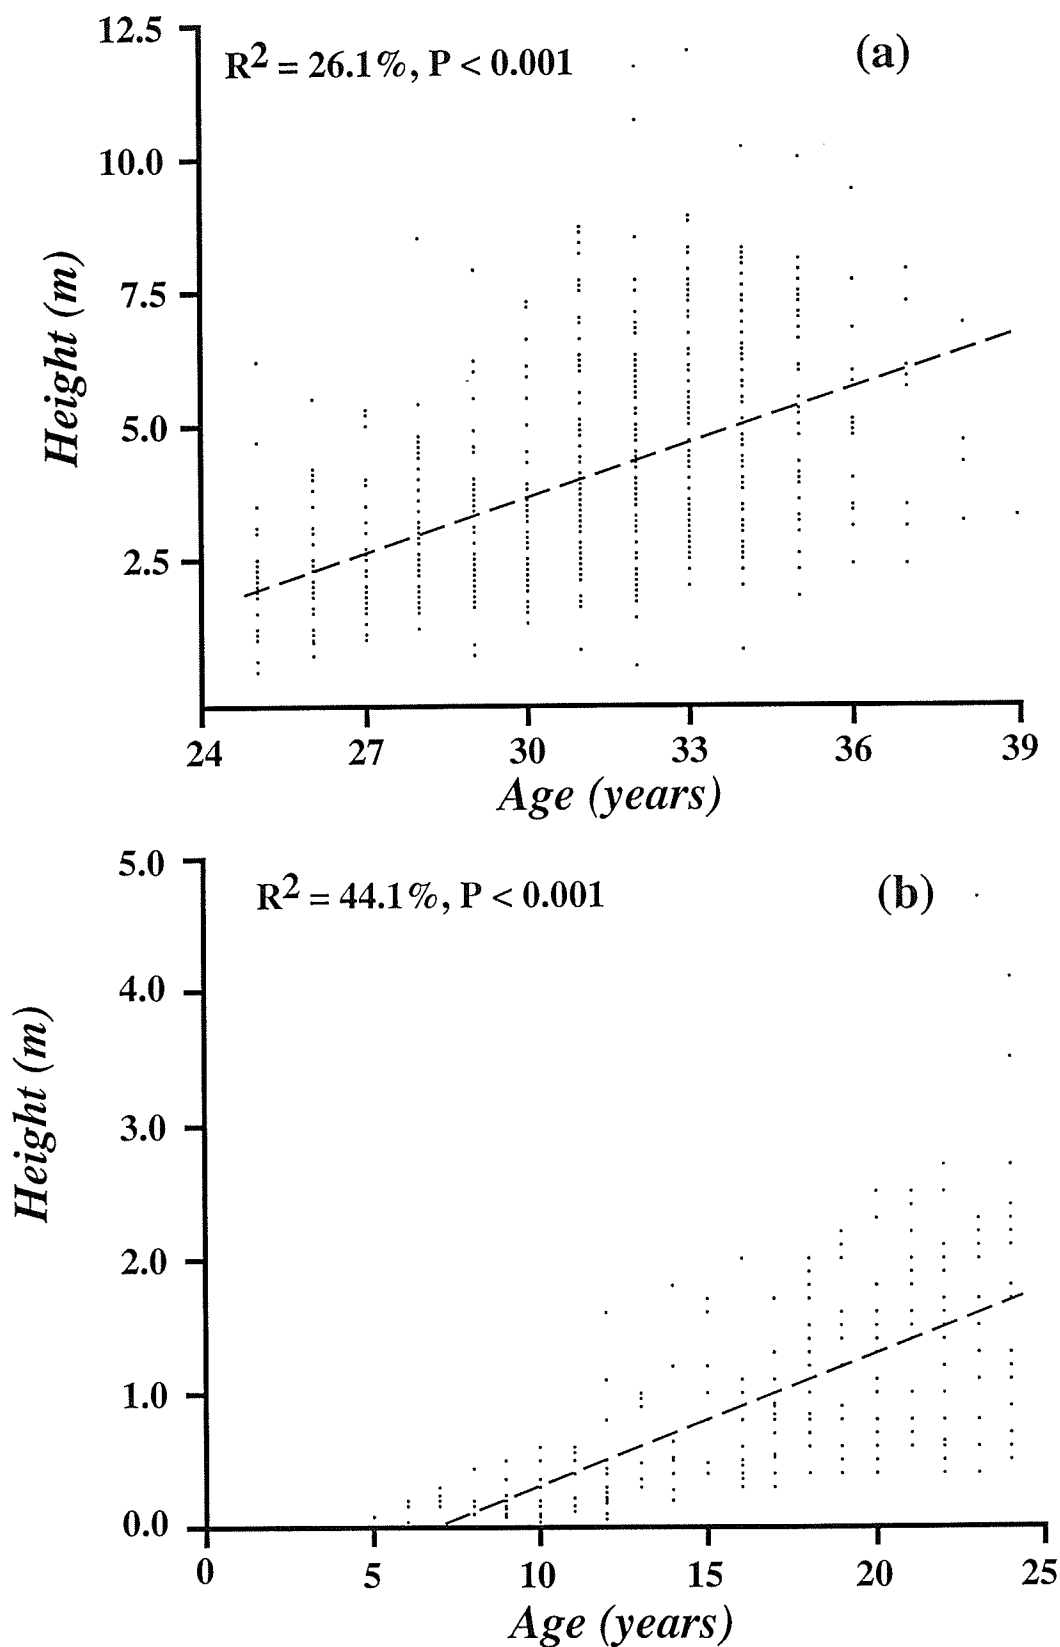 12.5
R2 = 26.1%, P < 0.001
(a)
10.0
7.5
5.0
2.5
Height (m)
24 27 30 33 36 39
Age (years)
5.0
R2 = 44.1%, P < 0.001
(b)
4.0
3.0
2.0
1.0
0.0
Height (m)
0 5 10 15 20 25
Age (years)